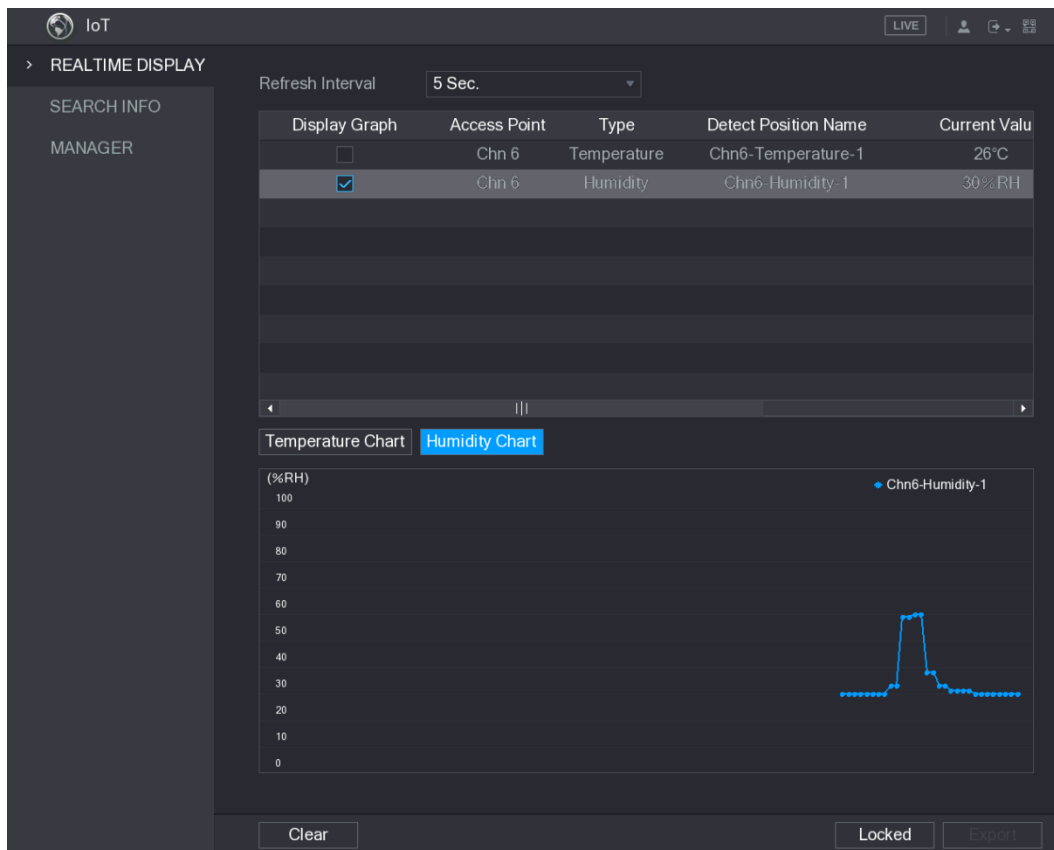 IoT
LIVE
REALTIME DISPLAY
SEARCH INFO
MANAGER
Refresh Interval 5 Sec.
Display Graph Access Point Type Detect Position Name Current Valu
Chn 6 Temperature Chn6-Temperature-1 26°C
Chn 6 Humidity Chn6-Humidity-1 30%RH
Temperature Chart Humidity Chart
(%RH)
Chn6-Humidity-1
100
90
80
70
60
50
40
30
20
10
0
Clear Locked Export